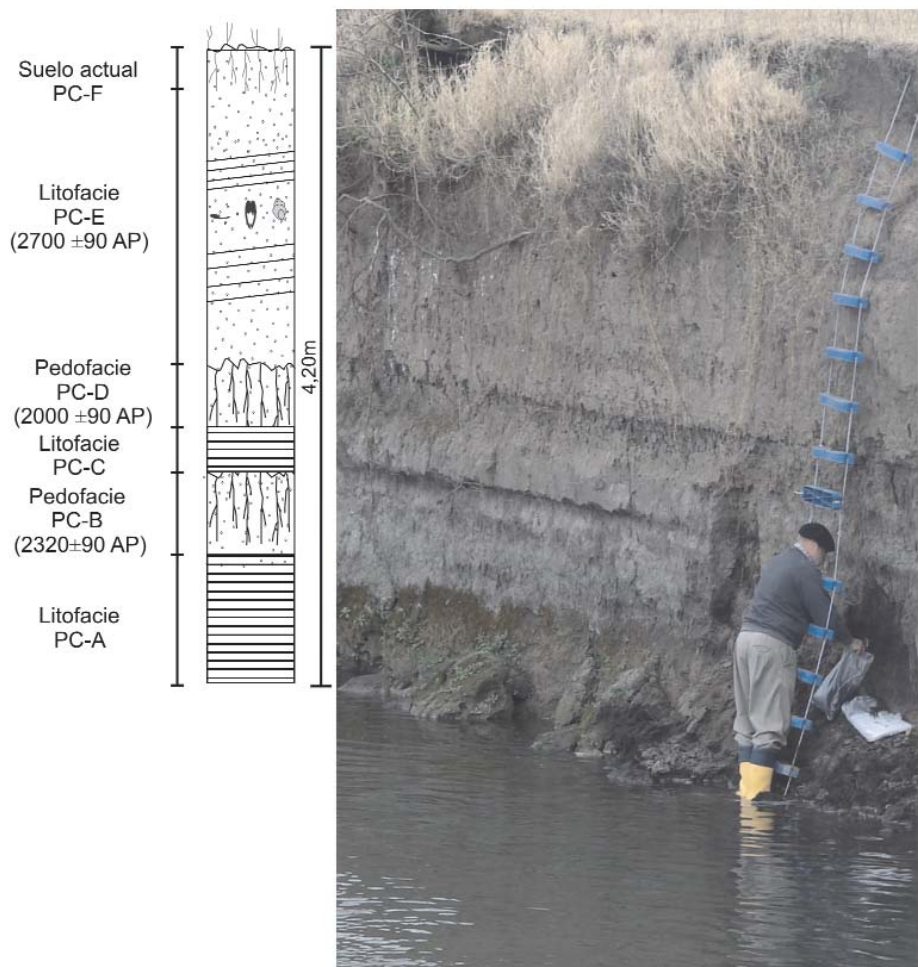 Suelo actual
PC-F
Litofacie
PC-E
(2700 ±90 AP)
Pedofacie
PC-D
(2000 ±90 AP)
Litofacie
PC-C
Pedofacie
PC-B
(2320±90 AP)
Litofacie
PC-A
4,20m